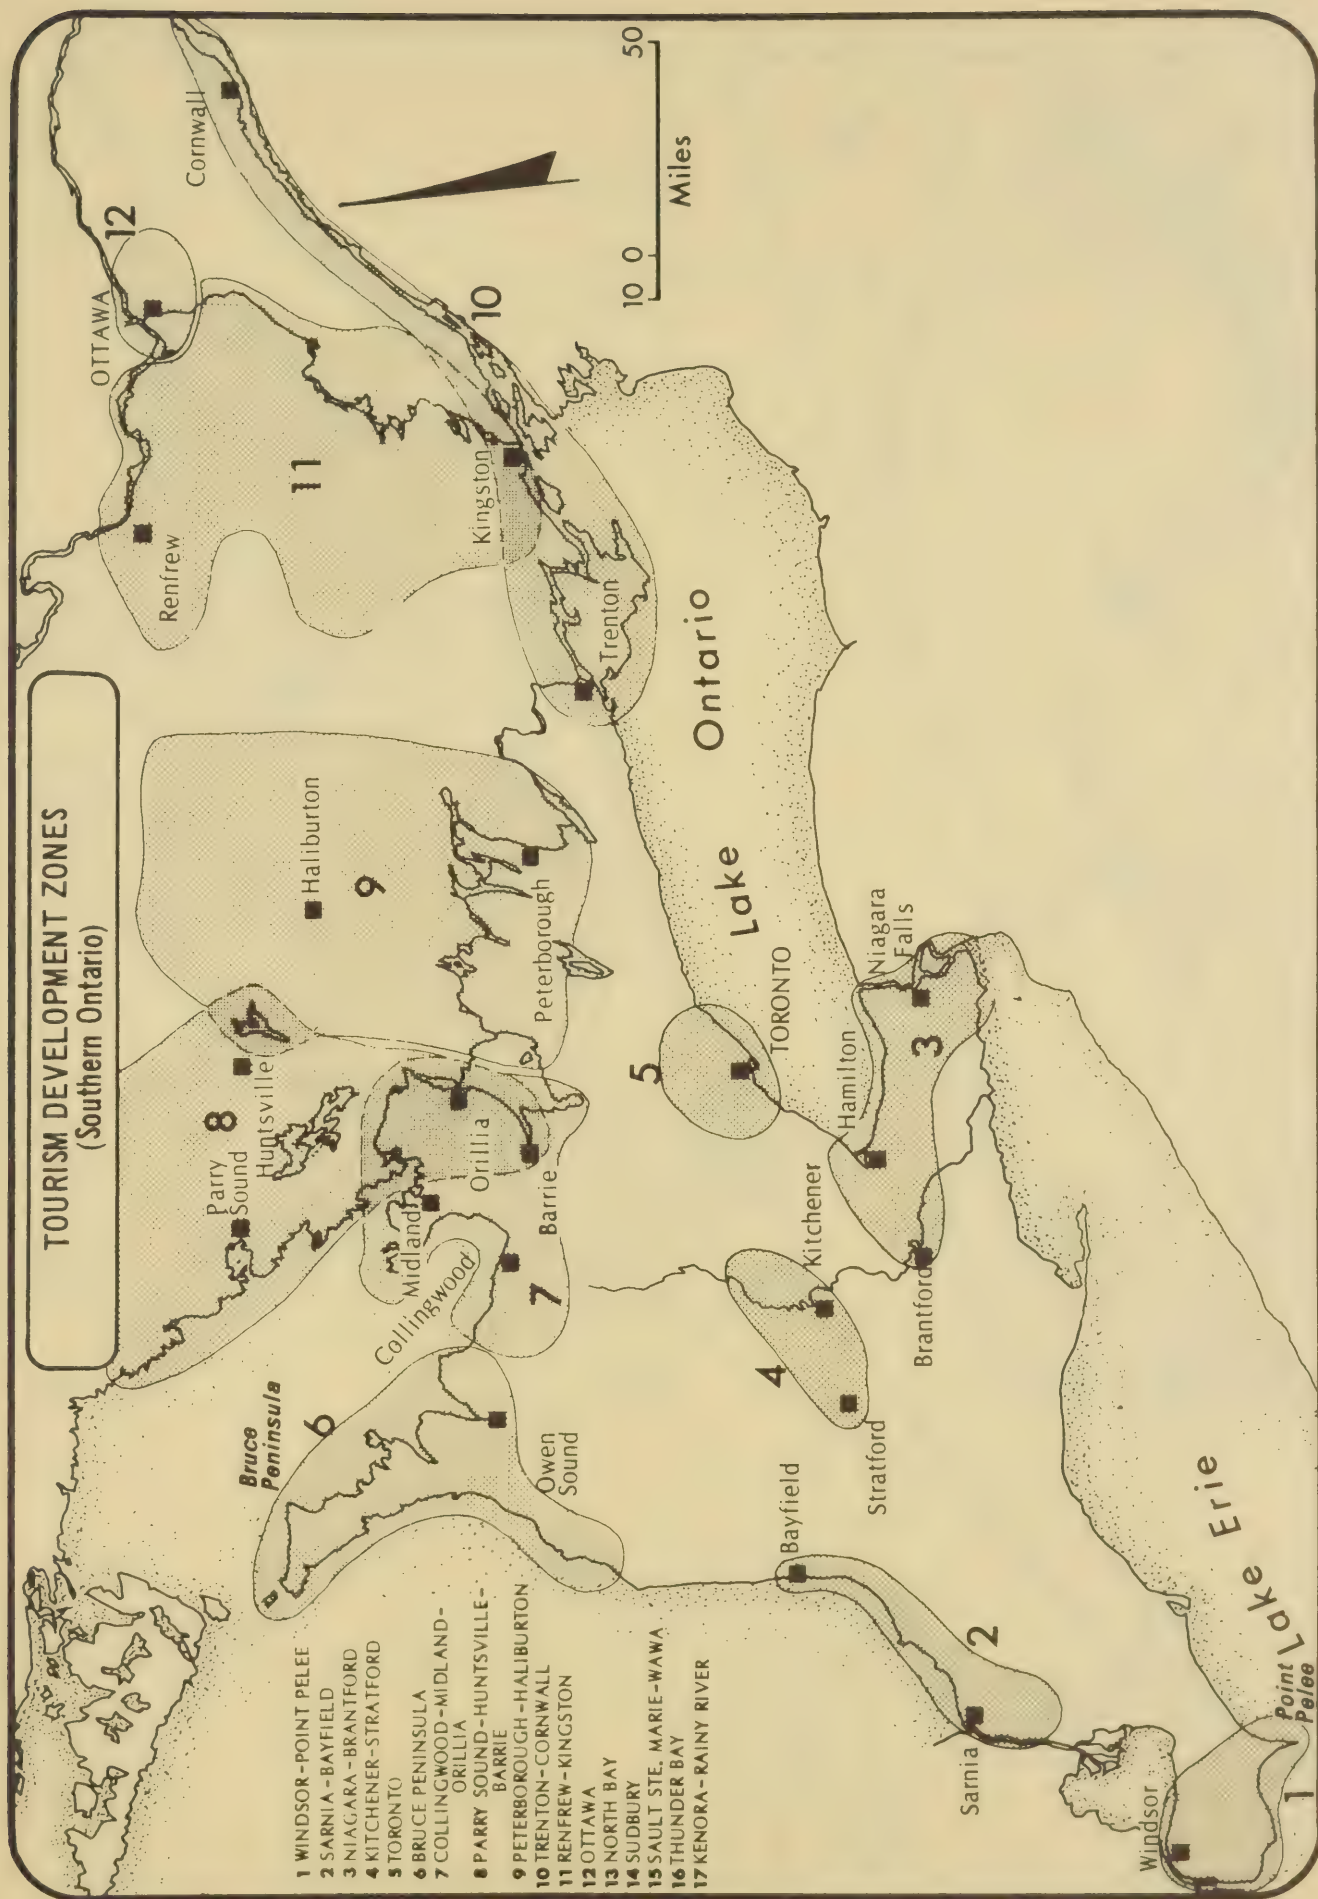 TOURISM DEVELOPMENT ZONES
(Southern Ontario)
1 WINDSOR-POINT PELEE
2 SARNIA-BAYFIELD
3 NIAGARA-BRANTFORD
4 KITCHENER-STRATFORD
5 TORONTO
6 BRUCE PENINSULA
7 COLLINGWOOD-MIDLAND-
ORILLIA
8 PARRY SOUND-HUNTSVILLE-
BARRIE
9 PETERBOROUGH-HALIBURTON
10 TRENTON-CORNWALL
11 RENFREW-KINGSTON
12 OTTAWA
13 NORTH BAY
14 SUDBURY
15 SAULT STE. MARIE-WAWA
16 THUNDER BAY
17 KENORA-RAINY RIVER
Bruce
Peninsula
6
Owen
Sound
Parry
Sound
8
Huntsville
Midland
Collingwood
7
Orillia
Barrie
Haliburton
9
Peterborough
Renfrew
11
OTTAWA
12
Cornwall
Kingston
10
Trenton
Lake Ontario
10 0 50
Miles
5
TORONTO
Hamilton
Niagara
Falls
3
Kitchener
4
Stratford
Brantford
Bayfield
2
Sarnia
Windsor
1
Point
Pelee
Lake Erie